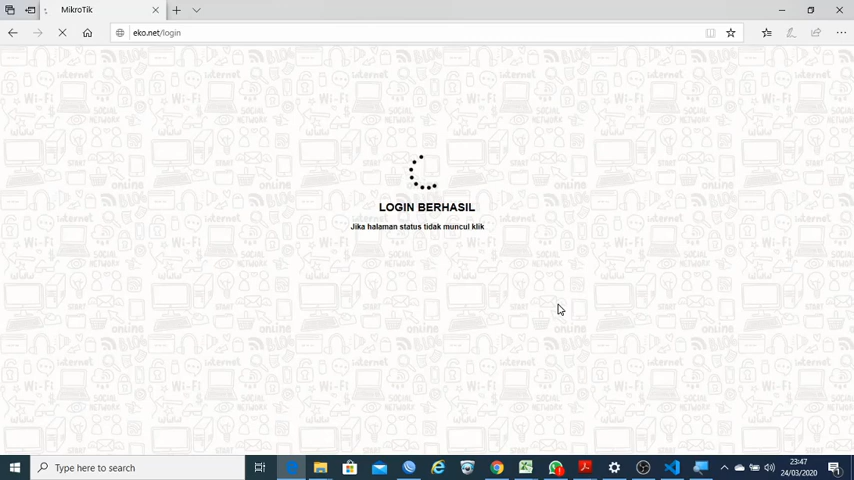 MikroTik
eko.net/login
LOGIN BERHASIL
Jika halaman status tidak muncul klik
Type here to search
23:47
24/03/2020